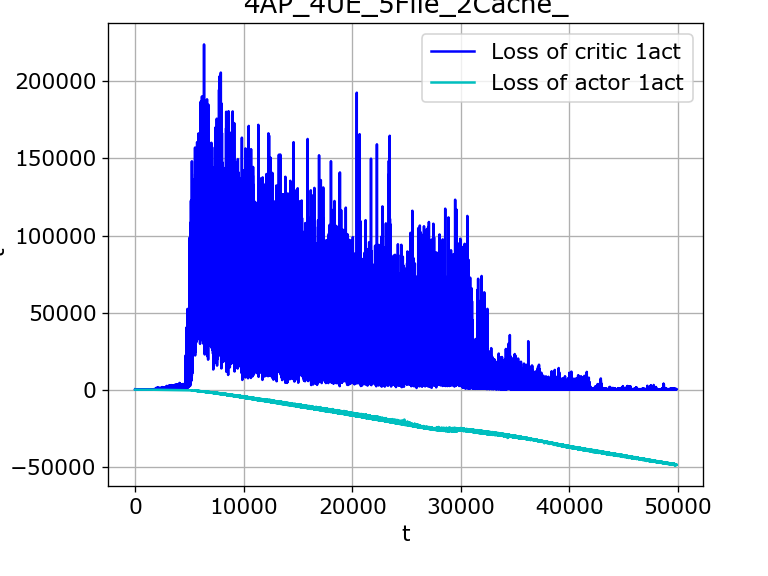 4AP_4UE_5File_2Cache_
Loss of critic 1act
Loss of actor 1act
200000
150000
100000
50000
0
−50000
0 10000 20000 30000 40000 50000
t